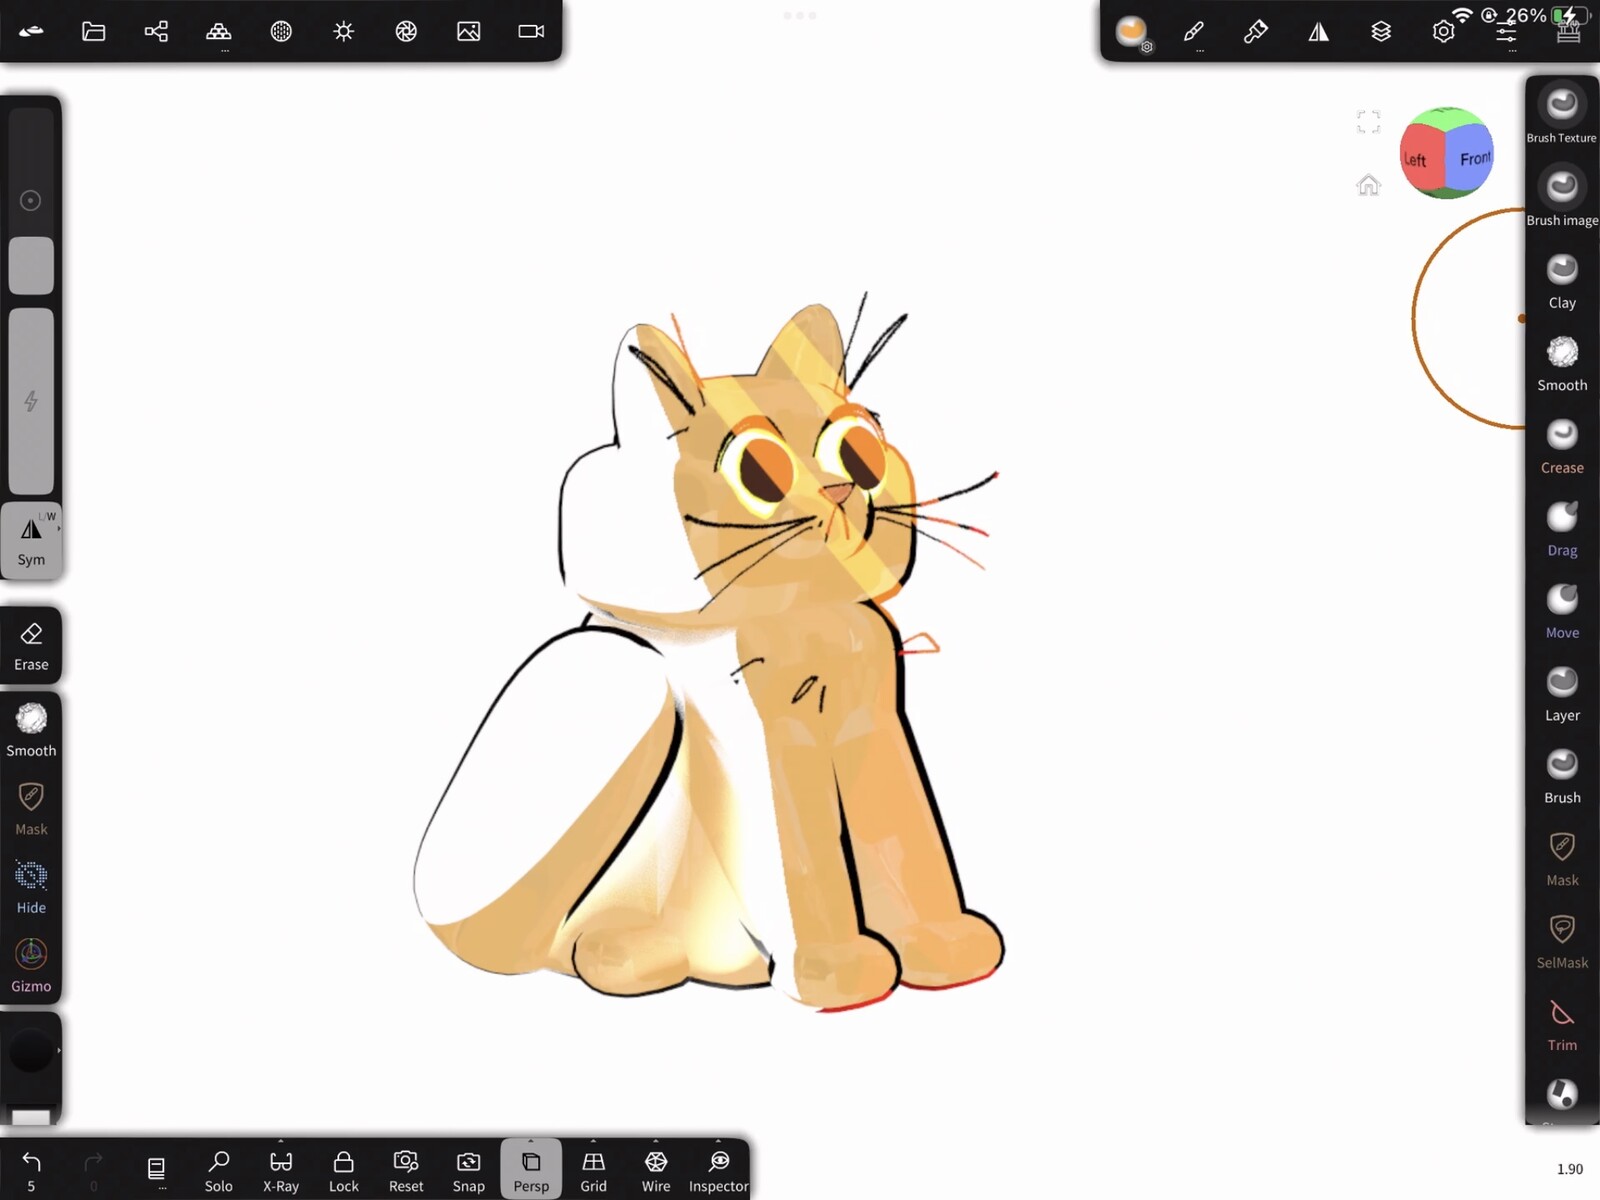 26%
Left
Front
Brush Texture
Brush image
Clay
Smooth
Crease
Drag
Move
Layer
Brush
Mask
SelMask
Trim
L/W
Sym
Erase
Smooth
Mask
Hide
Gizmo
5
0
Solo
X-Ray
Lock
Reset
Snap
Persp
Grid
Wire
Inspector
1.90